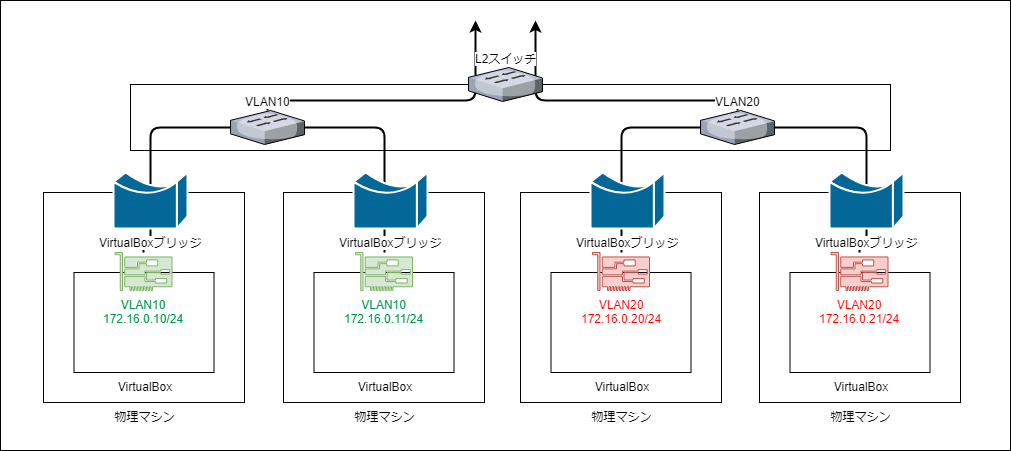 L2スイッチ
VLAN10
VLAN20
VirtualBoxブリッジ
VirtualBoxブリッジ
VirtualBoxブリッジ
VirtualBoxブリッジ
VLAN10
172.16.0.10/24
VLAN10
172.16.0.11/24
VLAN20
172.16.0.20/24
VLAN20
172.16.0.21/24
VirtualBox
VirtualBox
VirtualBox
VirtualBox
物理マシン
物理マシン
物理マシン
物理マシン